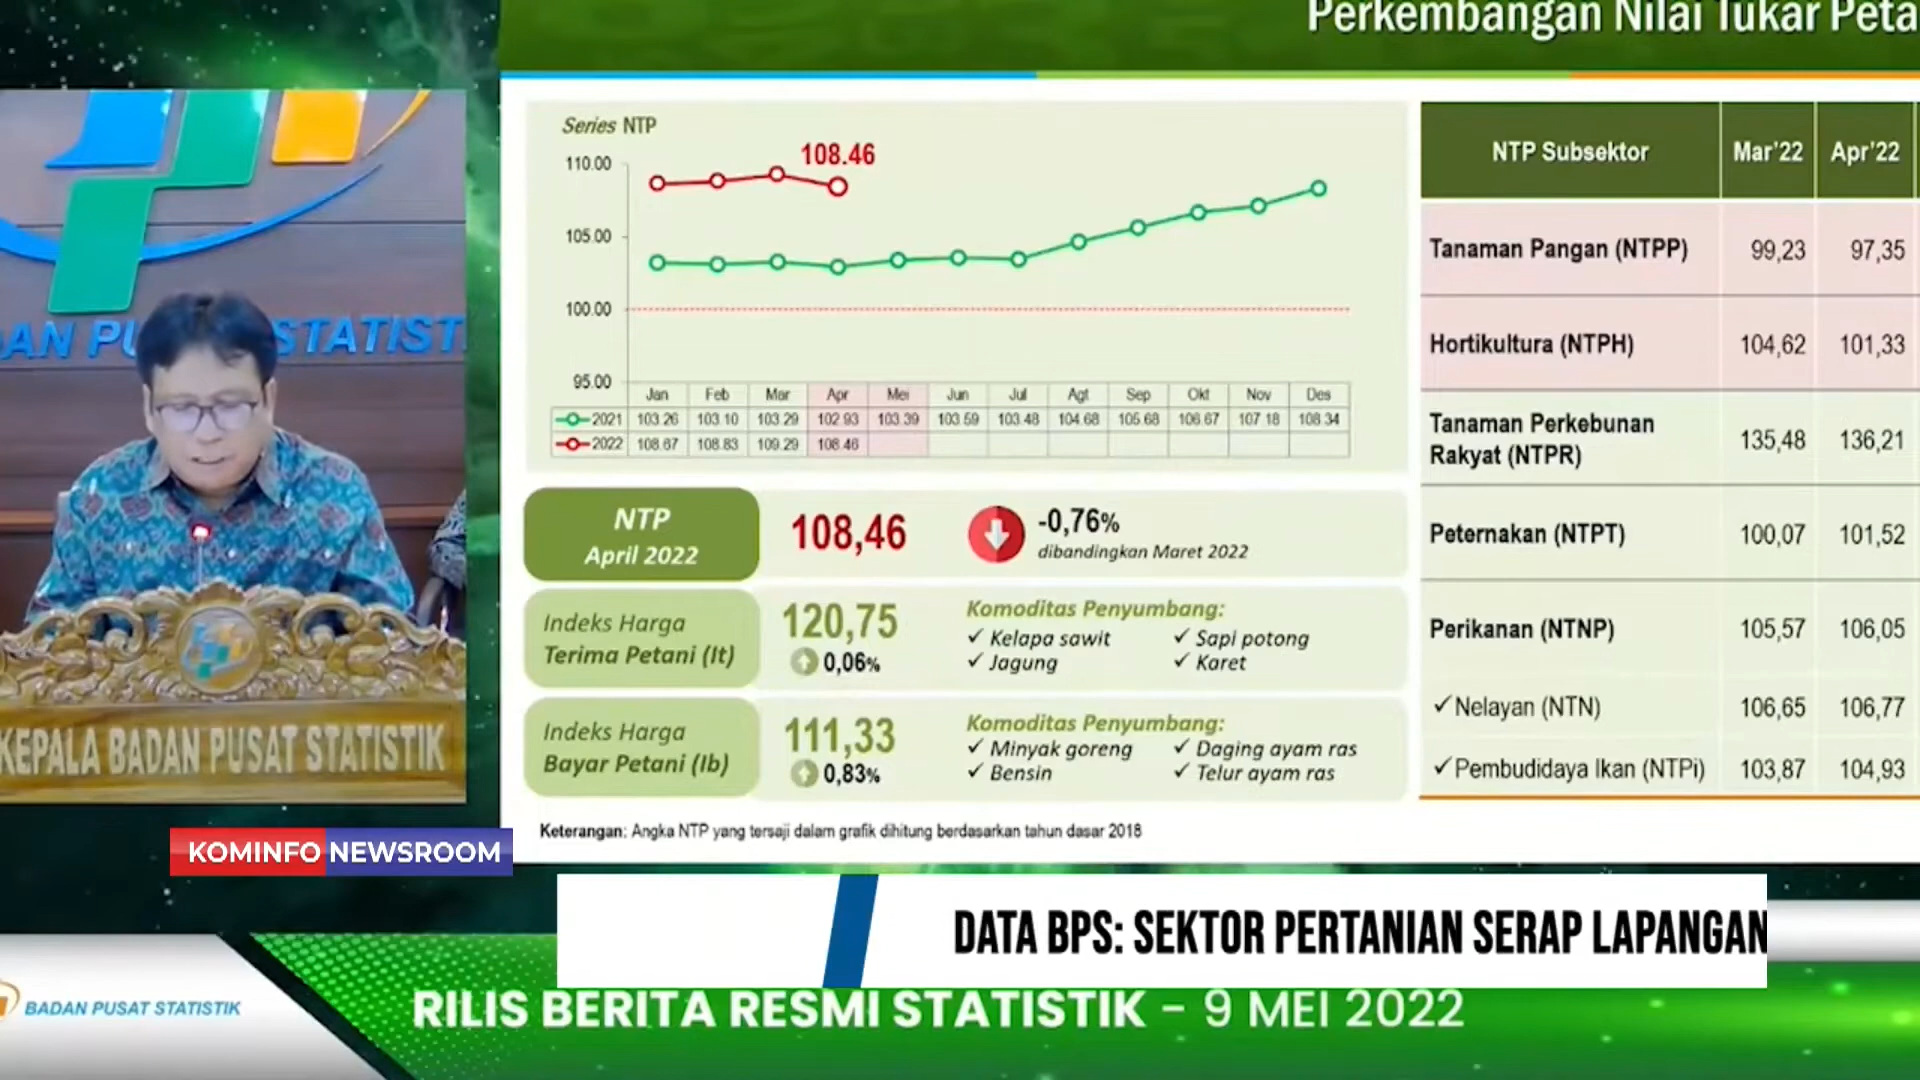 Perkembangan Nilai Tukar Peta
Series NTP
108.46
110.00
105.00
100.00
95.00
Jan Feb Mar Apr Mei Jun Jul Agt Sep Okt Nov Des
2021 103.26 103.10 103.29 102.93 103.39 103.59 103.48 104.68 105.68 106.67 107.18 108.34
2022 108.67 108.83 109.29 108.46
NTP
April 2022
108,46
-0,76%
dibandingkan Maret 2022
Indeks Harga
Terima Petani (It)
120,75
0,06%
Komoditas Penyumbang:
✓ Kelapa sawit ✓ Sapi potong
✓ Jagung ✓ Karet
Indeks Harga
Bayar Petani (Ib)
111,33
0,83%
Komoditas Penyumbang:
✓ Minyak goreng ✓ Daging ayam ras
✓ Bensin ✓ Telur ayam ras
Keterangan: Angka NTP yang tersaji dalam grafik dihitung berdasarkan tahun dasar 2018
NTP Subsektor Mar'22 Apr'22
Tanaman Pangan (NTPP) 99,23 97,35
Hortikultura (NTPH) 104,62 101,33
Tanaman Perkebunan
Rakyat (NTPR) 135,48 136,21
Peternakan (NTPT) 100,07 101,52
Perikanan (NTNP) 105,57 106,05
✓Nelayan (NTN) 106,65 106,77
✓Pembudidaya Ikan (NTPi) 103,87 104,93
AN PU STATIST
KEPALA BADAN PUSAT STATISTIK
KOMINFO NEWSROOM
DATA BPS: SEKTOR PERTANIAN SERAP LAPANGAN
BADAN PUSAT STATISTIK
RILIS BERITA RESMI STATISTIK - 9 MEI 2022